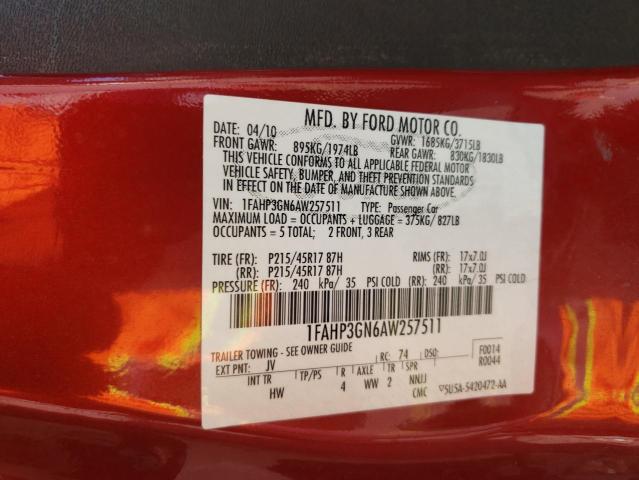 MFD. BY FORD MOTOR CO.
DATE: 04/10 GVWR: 1685KG/3715LB
FRONT GAWR: 895KG/1974LB REAR GAWR: 830KG/1830LB
THIS VEHICLE CONFORMS TO ALL APPLICABLE FEDERAL MOTOR
VEHICLE SAFETY, BUMPER, AND THEFT PREVENTION STANDARDS
IN EFFECT ON THE DATE OF MANUFACTURE SHOWN ABOVE.
VIN: 1FAHP3GN6AW257511 TYPE: Passenger Car
MAXIMUM LOAD = OCCUPANTS + LUGGAGE = 375KG/ 827LB
OCCUPANTS = 5 TOTAL; 2 FRONT, 3 REAR
TIRE (FR): P215/45R17 87H RIMS (FR): 17x7.0J
(RR): P215/45R17 87H (RR): 17x7.0J
PRESSURE (FR): 240 kPa/ 35 PSI COLD (RR): 240 kPa/ 35 PSI COLD
1FAHP3GN6AW257511
TRAILER TOWING - SEE OWNER GUIDE
EXT PNT: JV RC: 74 DSO: F0014
R0044
INT TR TP/PS R AXLE TR SPR
HW 4 WW 2 NNJJ
CMC 5U5A-5420472-AA